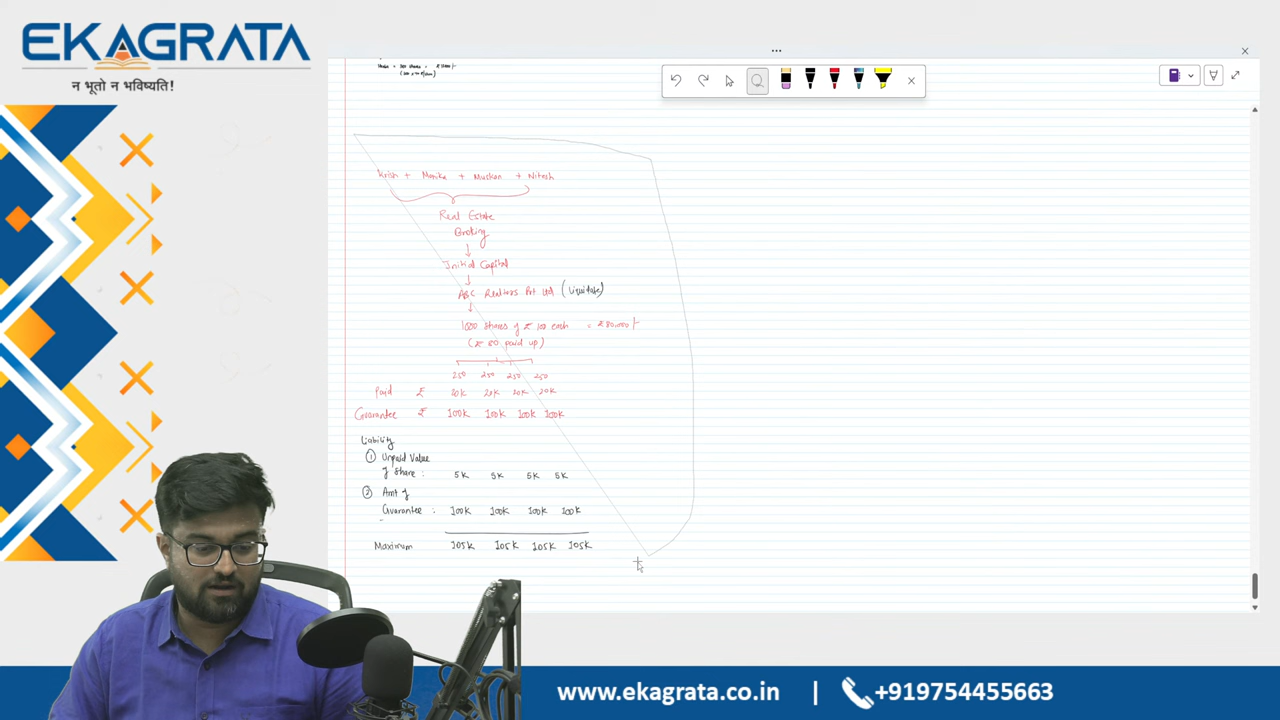 EKAGRATA
न भूतो न भविष्यति!
Krish + Monika + Muskan + Nitesh
Real Estate
Broking
Initial Capital
ABC Realtors Pvt Ltd (Liquidate)
1000 shares of ₹ 100 each = ₹ 80,000/-
(₹ 80 paid up)
250 250 250 250
Paid ₹ 20K 20K 20K 20K
Guarantee ₹ 100K 100K 100K 100K
Liability
① Unpaid Value
of Share : 5K 5K 5K 5K
② Amt of
Guarantee : 100K 100K 100K 100K
Maximum 105K 105K 105K 105K
www.ekagrata.co.in | +919754455663